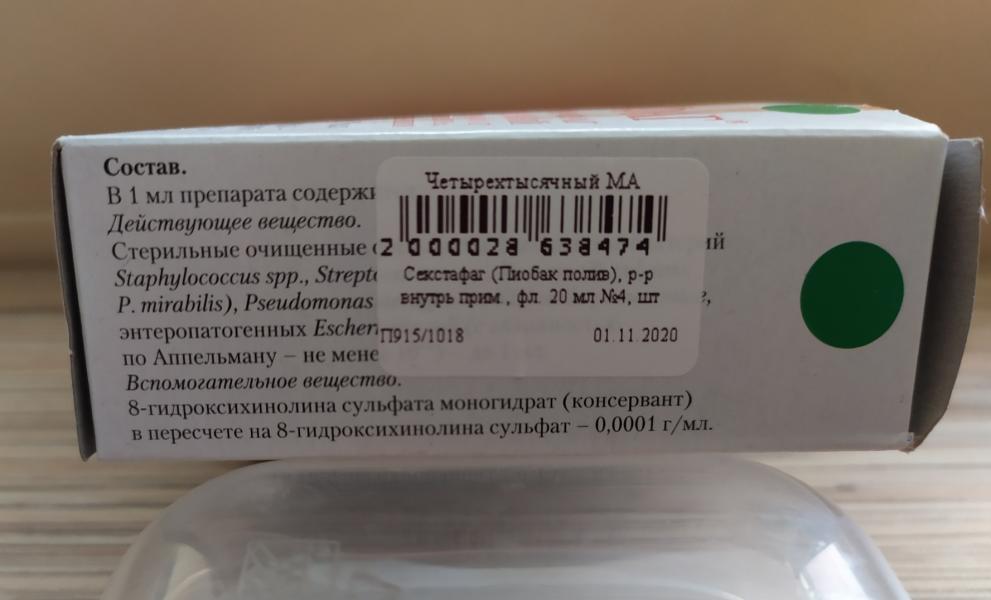 Состав.
В 1 мл препарата содержи
Действующее вещество.
Стерильные очищенные
ий
Staphylococcus spp., Strept
P. mirabilis), Pseudomonas
энтеропатогенных Escher
по Аппельману – не мене
Вспомогательное вещество.
8-гидроксихинолина сульфата моногидрат (консервант)
в пересчете на 8-гидроксихинолина сульфат – 0,0001 г/мл.
Четырехтысячный МА
2 000028 638474
Секстафаг (Пиобак полив), р-р
внутрь прим., фл. 20 мл №4, шт
П915/1018 01.11.2020